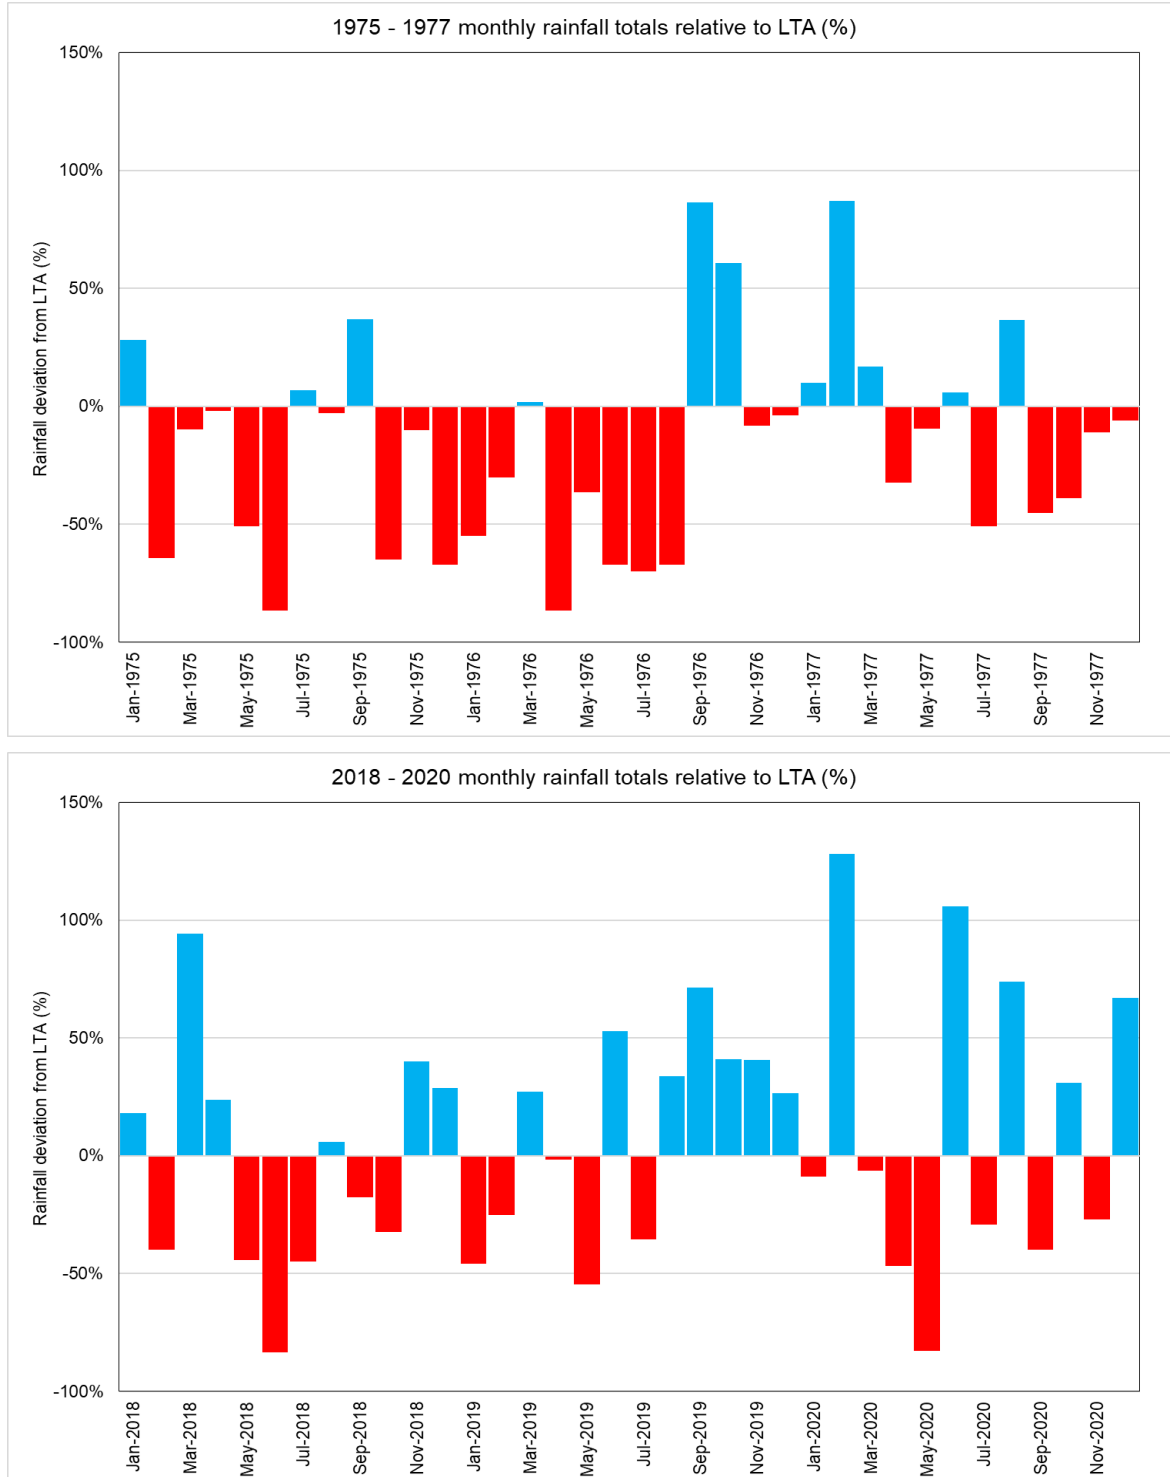 1975 - 1977 monthly rainfall totals relative to LTA (%)
Rainfall deviation from LTA (%)
150%
100%
50%
0%
-50%
-100%
Jan-1975
Mar-1975
May-1975
Jul-1975
Sep-1975
Nov-1975
Jan-1976
Mar-1976
May-1976
Jul-1976
Sep-1976
Nov-1976
Jan-1977
Mar-1977
May-1977
Jul-1977
Sep-1977
Nov-1977
2018 - 2020 monthly rainfall totals relative to LTA (%)
Rainfall deviation from LTA (%)
150%
100%
50%
0%
-50%
-100%
Jan-2018
Mar-2018
May-2018
Jul-2018
Sep-2018
Nov-2018
Jan-2019
Mar-2019
May-2019
Jul-2019
Sep-2019
Nov-2019
Jan-2020
Mar-2020
May-2020
Jul-2020
Sep-2020
Nov-2020